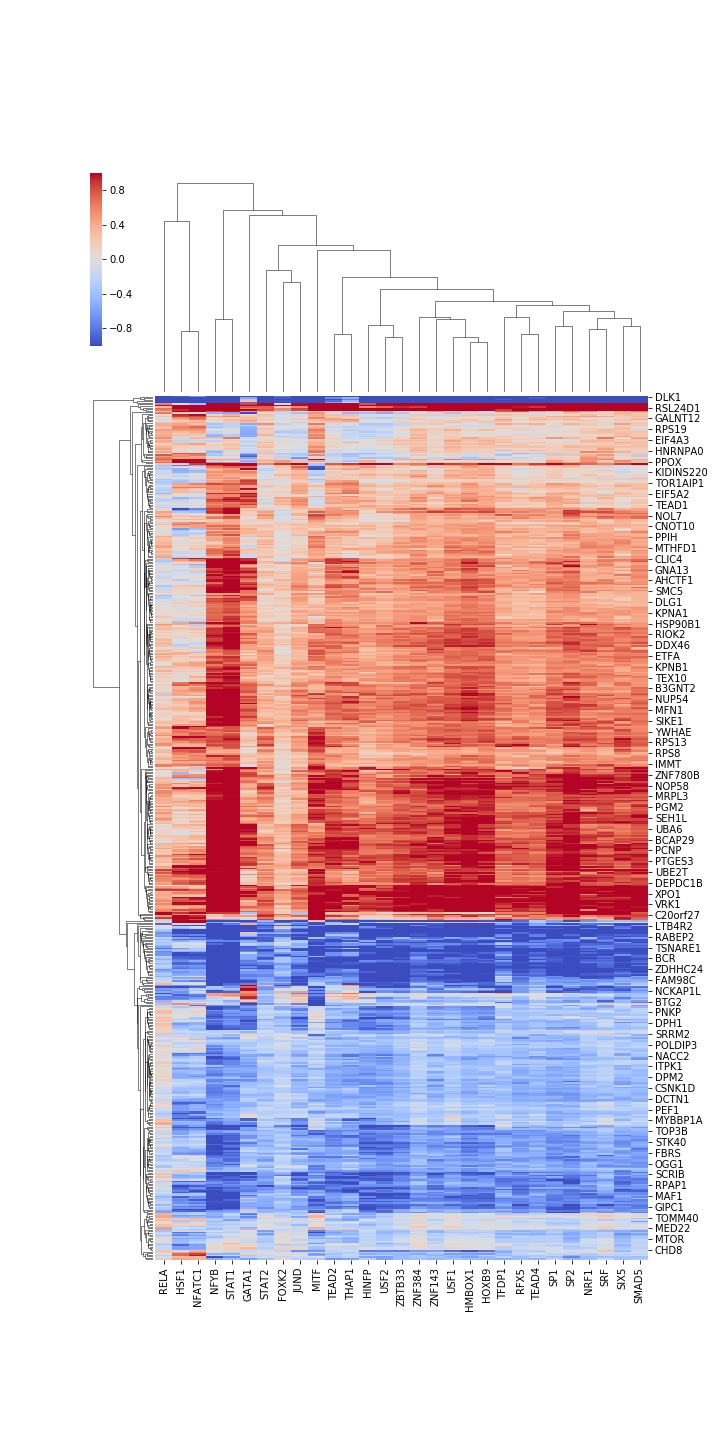 0.8
0.4
0.0
−0.4
−0.8
DLK1
RSL24D1
GALNT12
RPS19
EIF4A3
HNRNPA0
PPOX
KIDINS220
TOR1AIP1
EIF5A2
TEAD1
NOL7
CNOT10
PPIH
MTHFD1
CLIC4
GNA13
AHCTF1
SMC5
DLG1
KPNA1
HSP90B1
RIOK2
DDX46
ETFA
KPNB1
TEX10
B3GNT2
NUP54
MFN1
SIKE1
YWHAE
RPS13
RPS8
IMMT
ZNF780B
NOP58
MRPL3
PGM2
SEH1L
UBA6
BCAP29
PCNP
PTGES3
UBE2T
DEPDC1B
XPO1
VRK1
C20orf27
LTB4R2
RABEP2
TSNARE1
BCR
ZDHHC24
FAM98C
NCKAP1L
BTG2
PNKP
DPH1
SRRM2
POLDIP3
NACC2
ITPK1
DPM2
CSNK1D
DCTN1
PEF1
MYBBP1A
TOP3B
STK40
FBRS
OGG1
SCRIB
RPAP1
MAF1
GIPC1
TOMM40
MED22
MTOR
CHD8
RELA
HSF1
NFATC1
NFYB
STAT1
GATA1
STAT2
FOXK2
JUND
MITF
TEAD2
THAP1
HINFP
USF2
ZBTB33
ZNF384
ZNF143
USF1
HMBOX1
HOXB9
TFDP1
RFX5
TEAD4
SP1
SP2
NRF1
SRF
SIX5
SMAD5